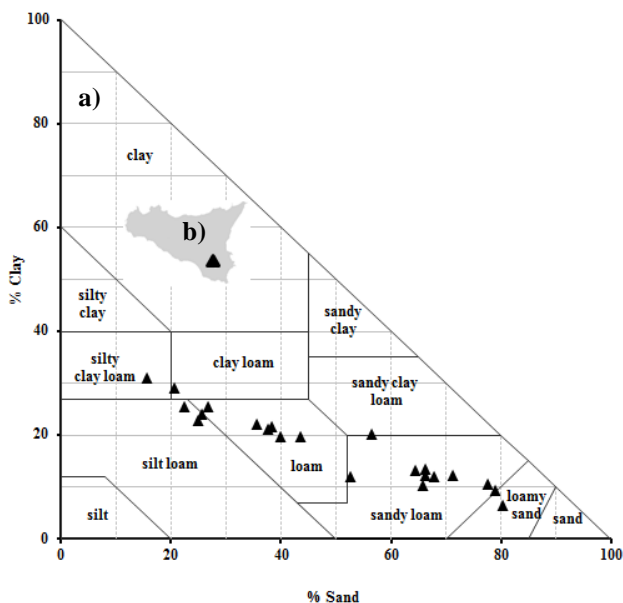 100
a)
80
clay
60
b)
% Clay
silty
clay
sandy
clay
40
silty
clay loam
clay loam
sandy clay
loam
20
silt loam
loam
silt
sandy loam
loamy
sand
sand
0
0
20
40
60
80
100
% Sand